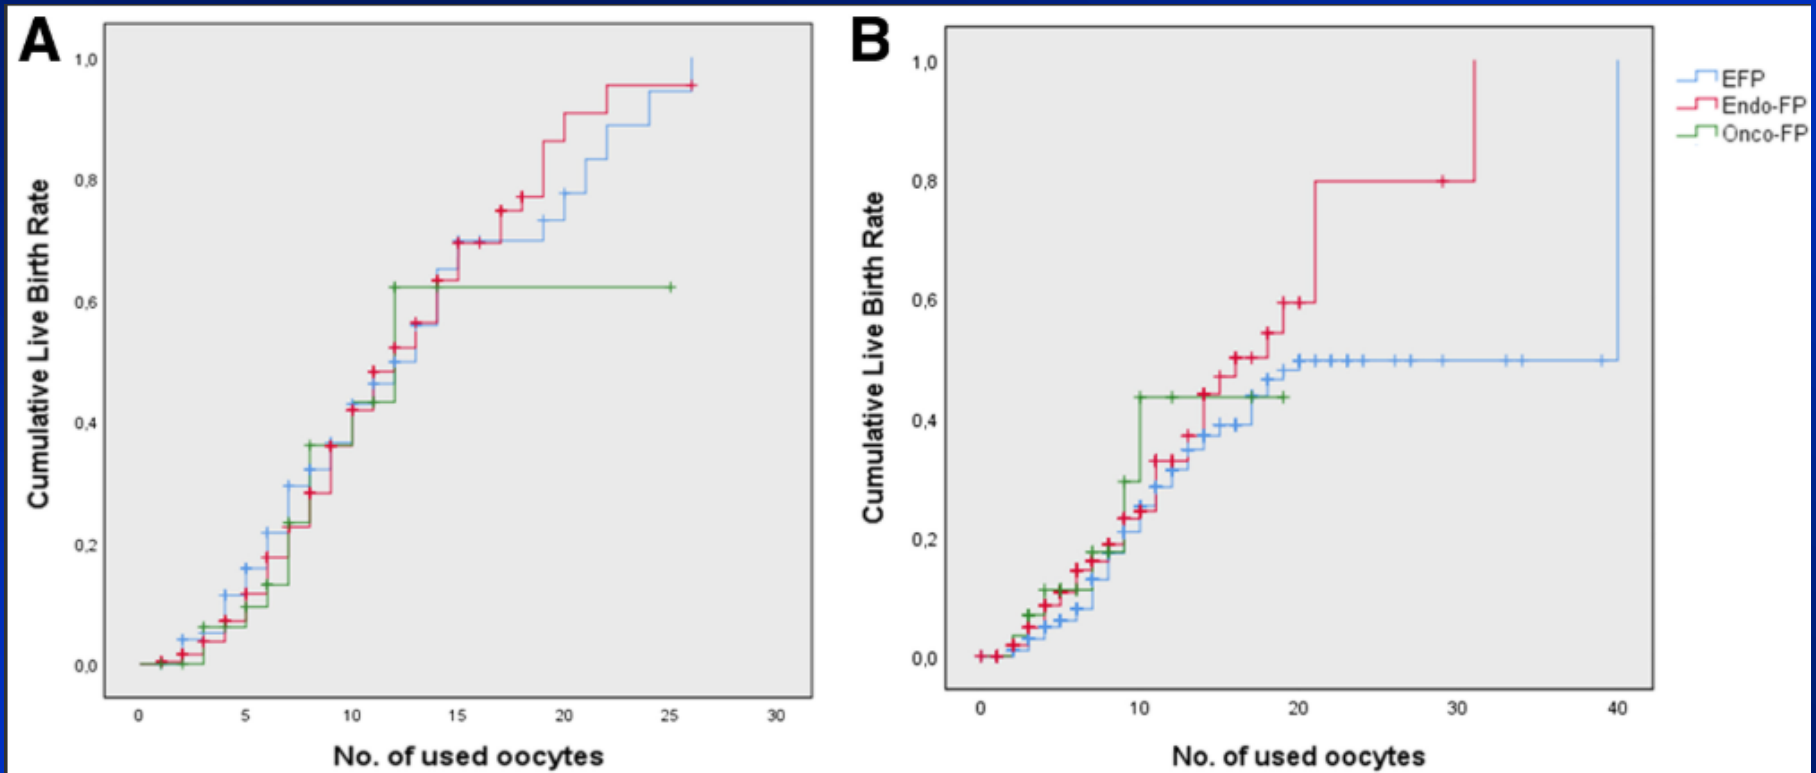 A
Cumulative Live Birth Rate
1,0
0,8
0,6
0,4
0,2
0,0
0 5 10 15 20 25 30
No. of used oocytes
B
Cumulative Live Birth Rate
1,0
0,8
0,6
0,4
0,2
0,0
0 10 20 30 40
No. of used oocytes
EFP
Endo-FP
Onco-FP